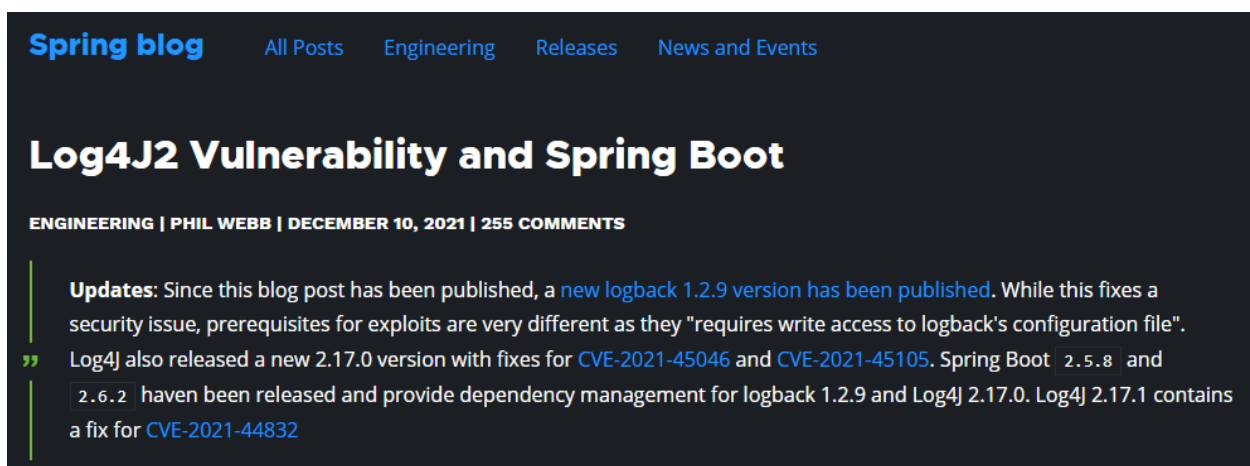 Spring blog All Posts Engineering Releases News and Events
Log4J2 Vulnerability and Spring Boot
ENGINEERING | PHIL WEBB | DECEMBER 10, 2021 | 255 COMMENTS
Updates: Since this blog post has been published, a new logback 1.2.9 version has been published. While this fixes a
security issue, prerequisites for exploits are very different as they "requires write access to logback's configuration file".
” Log4J also released a new 2.17.0 version with fixes for CVE-2021-45046 and CVE-2021-45105. Spring Boot 2.5.8 and
2.6.2 haven been released and provide dependency management for logback 1.2.9 and Log4J 2.17.0. Log4J 2.17.1 contains
a fix for CVE-2021-44832